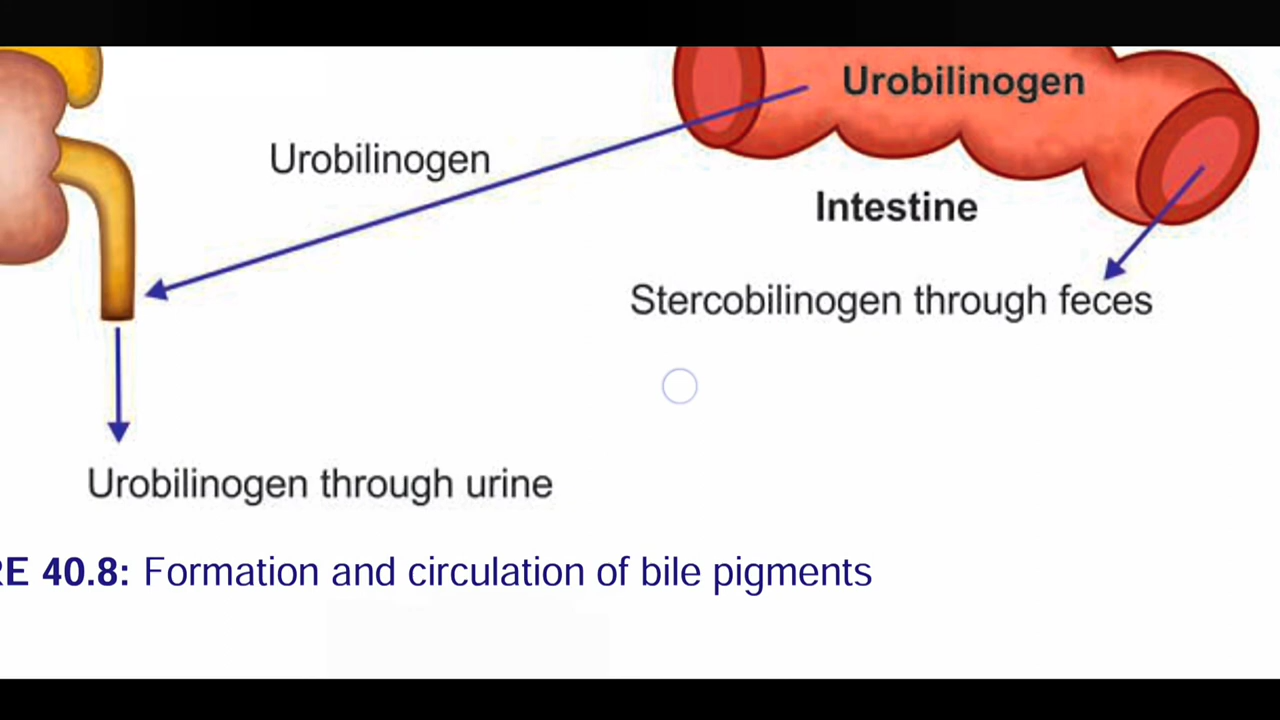 Urobilinogen
Urobilinogen
Intestine
Stercobilinogen through feces
Urobilinogen through urine
RE 40.8: Formation and circulation of bile pigments